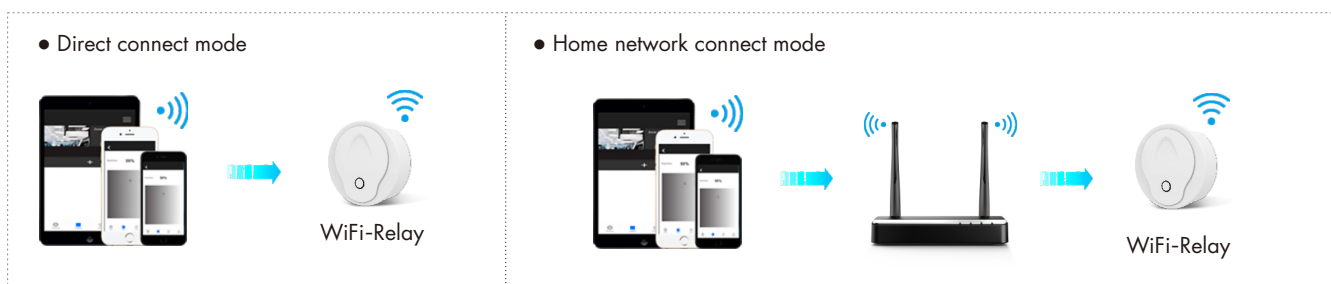 ● Direct connect mode
WiFi-Relay
● Home network connect mode
WiFi-Relay